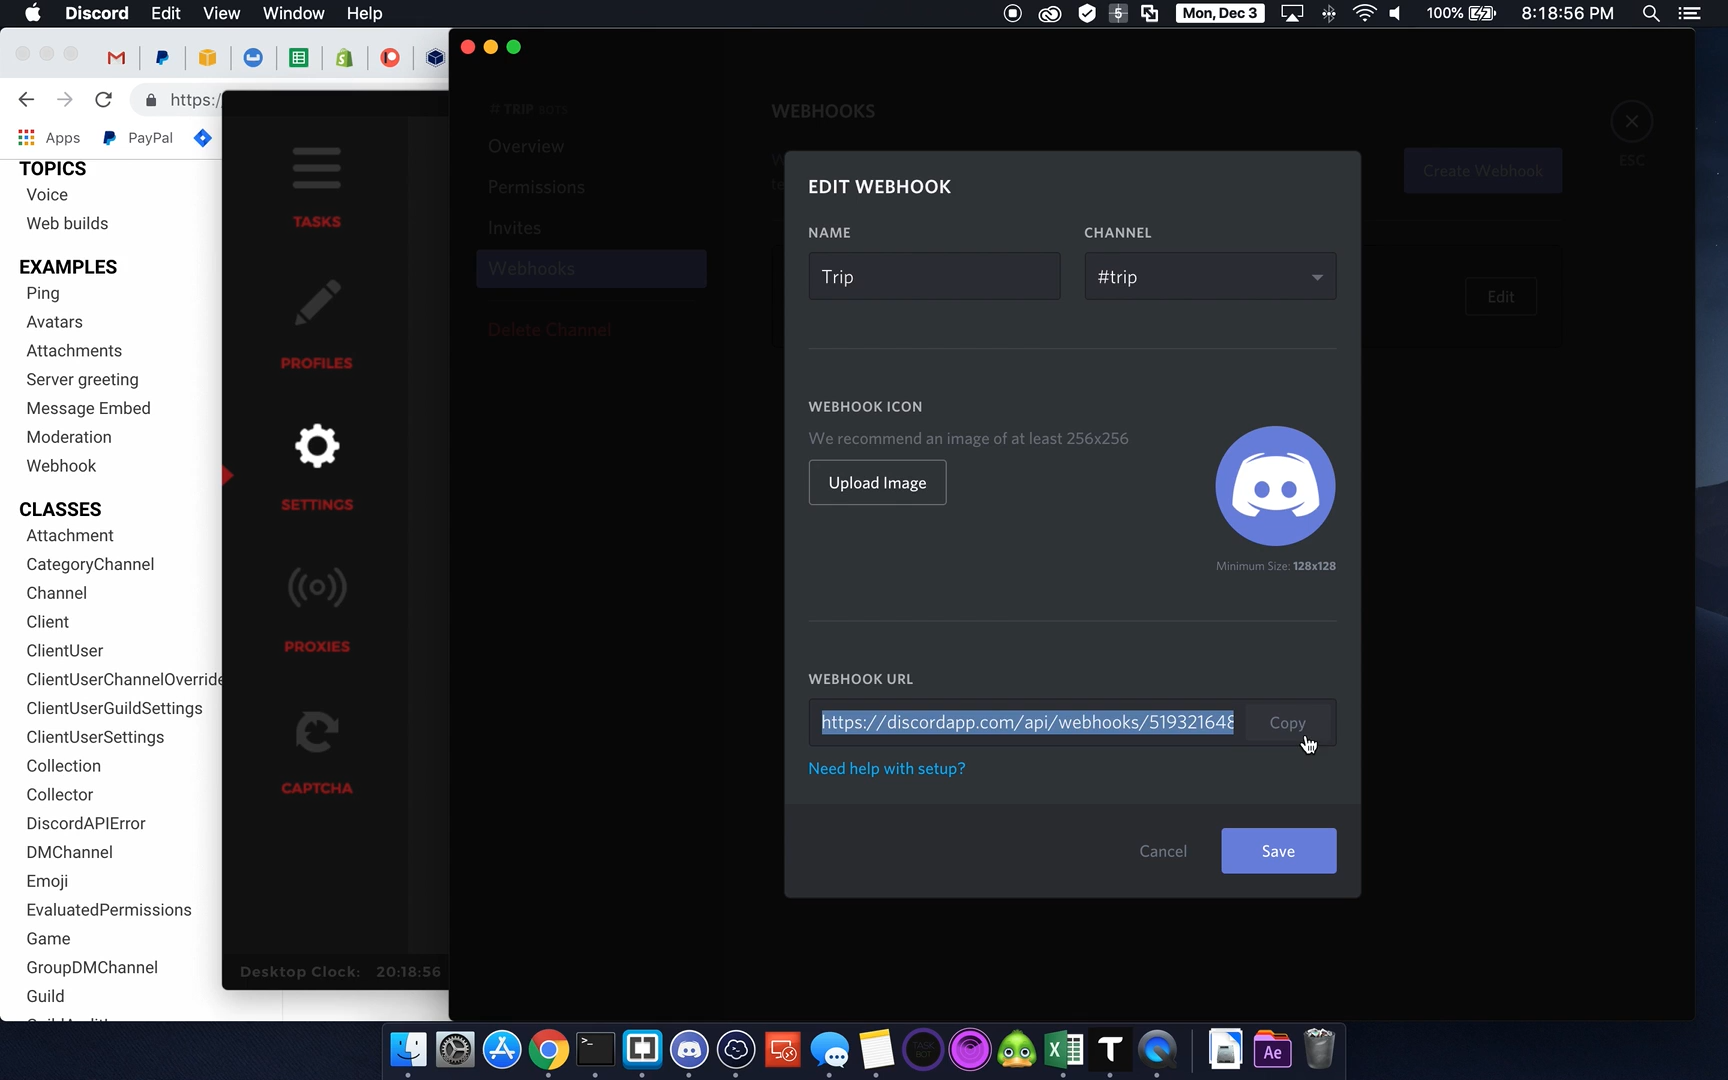 Discord Edit View Window Help
5 Mon, Dec 3 100% 8:18:56 PM
https:/
Apps PayPal
TOPICS
Voice
Web builds
EXAMPLES
Ping
Avatars
Attachments
Server greeting
Message Embed
Moderation
Webhook
CLASSES
Attachment
CategoryChannel
Channel
Client
ClientUser
ClientUserChannelOverride
ClientUserGuildSettings
ClientUserSettings
Collection
Collector
DiscordAPIError
DMChannel
Emoji
EvaluatedPermissions
Game
GroupDMChannel
Guild
TASKS
PROFILES
SETTINGS
PROXIES
CAPTCHA
Desktop Clock: 20:18:56
# TRIP BOTS
Overview
Permissions
Invites
Webhooks
Delete Channel
WEBHOOKS
Create Webhook
ESC
Edit
EDIT WEBHOOK
NAME CHANNEL
Trip #trip
WEBHOOK ICON
We recommend an image of at least 256x256
Upload Image
Minimum Size: 128x128
WEBHOOK URL
https://discordapp.com/api/webhooks/519321648 Copy
Need help with setup?
Cancel Save
TASK
BOT
T
Ae